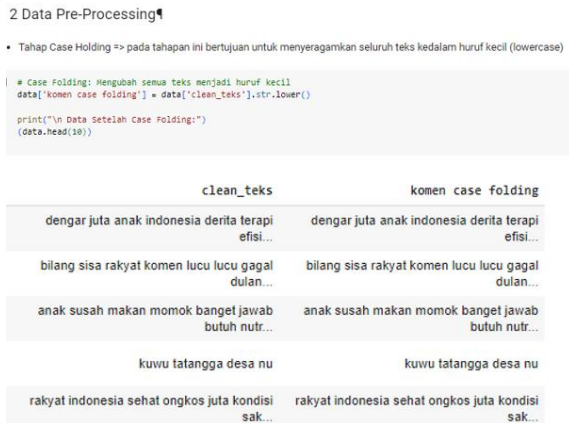 2 Data Pre-Processing¶
• Tahap Case Holding => pada tahapan ini bertujuan untuk menyeragamkan seluruh teks kedalam huruf kecil (lowercase)
# Case Folding: Mengubah semua teks menjadi huruf kecil
data['komen case folding'] = data['clean_teks'].str.lower()
print("\n Data Setelah Case Folding:")
(data.head(10))
clean_teks komen case folding
dengar juta anak indonesia derita terapi dengar juta anak indonesia derita terapi
efisi... efisi...
bilang sisa rakyat komen lucu lucu gagal bilang sisa rakyat komen lucu lucu gagal
dulan... dulan...
anak susah makan momok banget jawab anak susah makan momok banget jawab
butuh nutr... butuh nutr...
kuwu tatangga desa nu kuwu tatangga desa nu
rakyat indonesia sehat ongkos juta kondisi rakyat indonesia sehat ongkos juta kondisi
sak... sak...